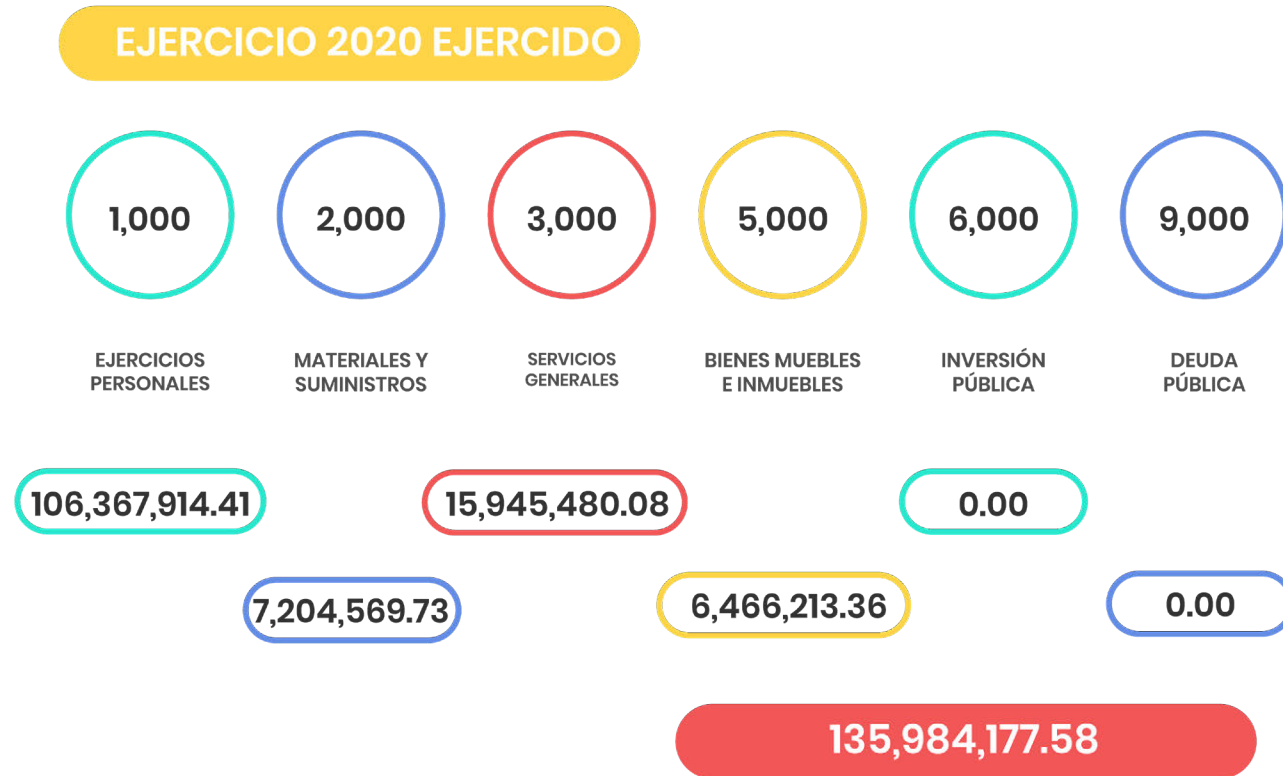 EJERCICIO 2020 EJERCIDO
1,000
2,000
3,000
5,000
6,000
9,000
EJERCICIOS
PERSONALES
MATERIALES Y
SUMINISTROS
SERVICIOS
GENERALES
BIENES MUEBLES
E INMUEBLES
INVERSIÓN
PÚBLICA
DEUDA
PÚBLICA
106,367,914.41
15,945,480.08
0.00
7,204,569.73
6,466,213.36
0.00
135,984,177.58